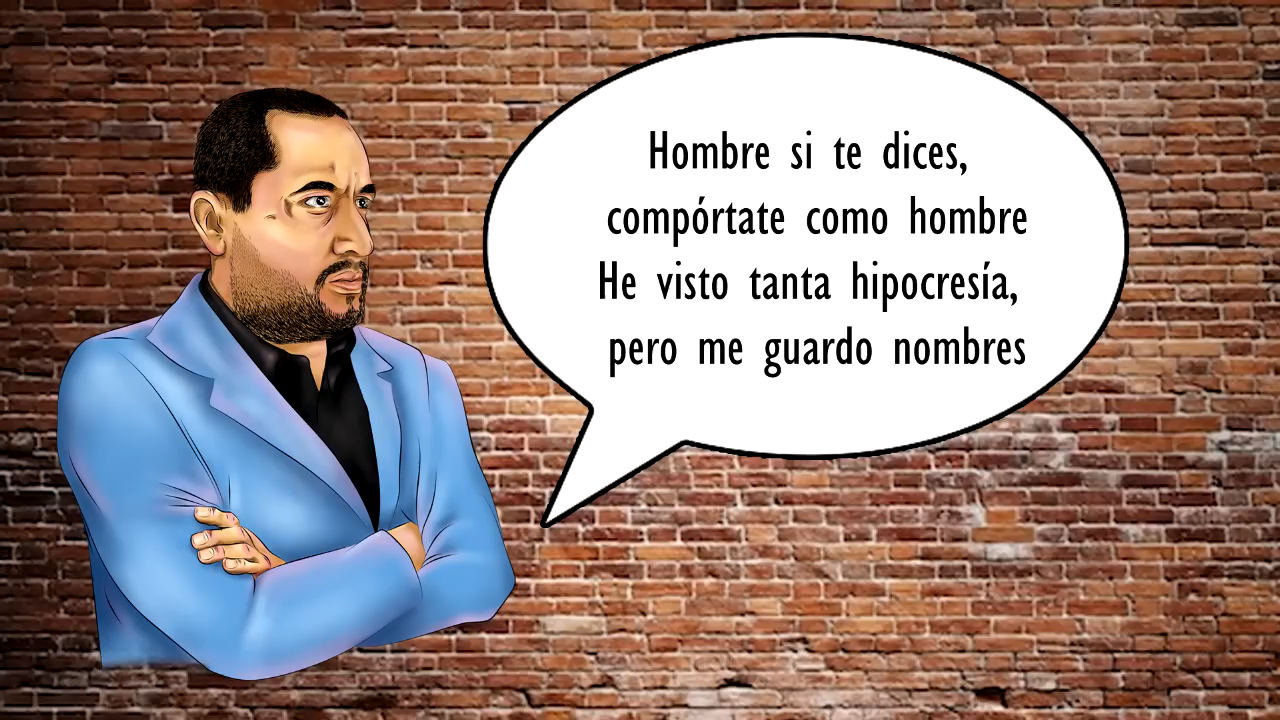 Hombre si te dices,
compórtate como hombre
He visto tanta hipocresía,
pero me guardo nombres